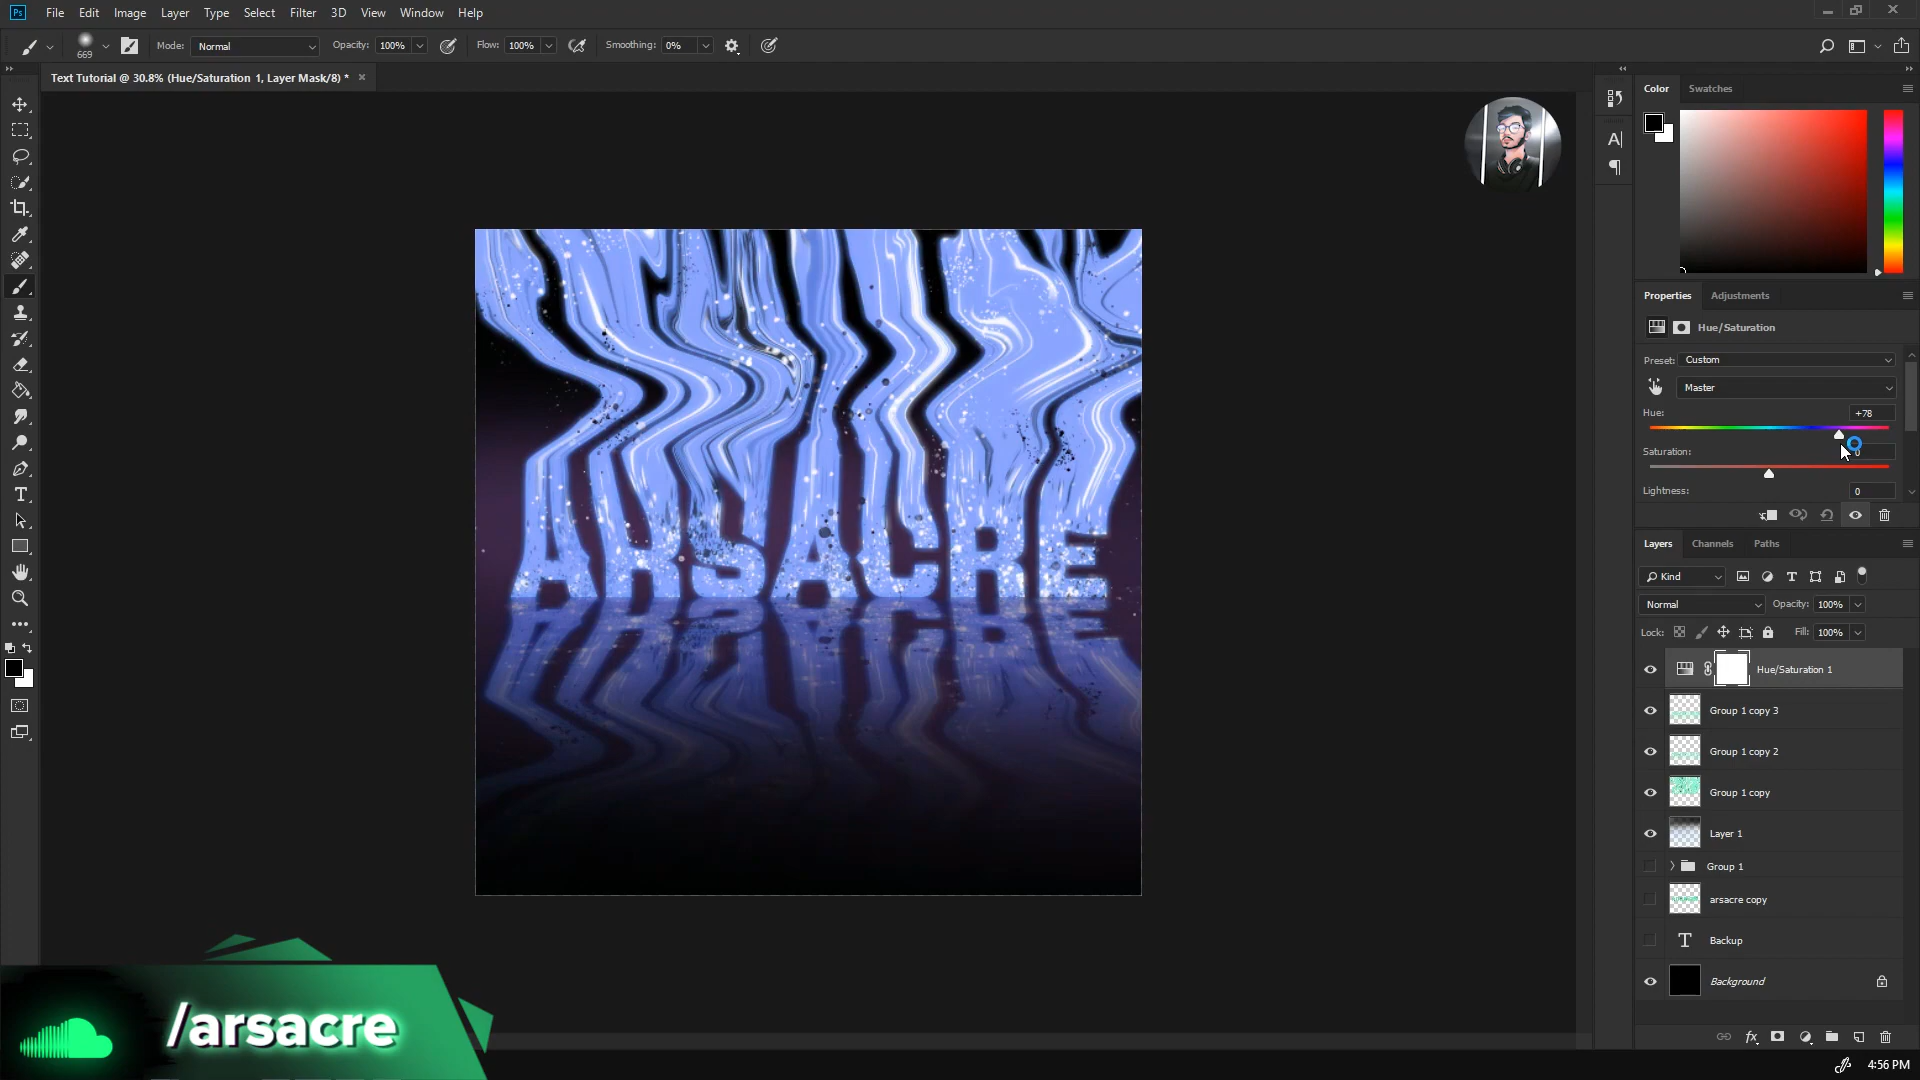 Ps File Edit Image Layer Type Select Filter 3D View Window Help
669 Mode: Normal Opacity: 100% Flow: 100% Smoothing: 0%
Text Tutorial @ 30.8% (Hue/Saturation 1, Layer Mask/8) * ×
Color Swatches
A|
¶
Properties Adjustments
Hue/Saturation
Preset: Custom
Master
Hue: +78
Saturation: 0
Lightness: 0
ARSACRE
Layers Channels Paths
Kind
Normal Opacity: 100%
Lock: Fill: 100%
Hue/Saturation 1
Group 1 copy 3
Group 1 copy 2
Group 1 copy
Layer 1
Group 1
arsacre copy
T Backup
Background
fx
/arsacre
4:56 PM